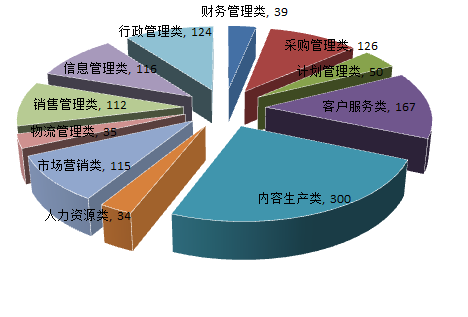 财务管理类, 39
行政管理类, 124
采购管理类, 126
信息管理类, 116
计划管理类, 50
销售管理类, 112
客户服务类, 167
物流管理类, 35
市场营销类, 115
内容生产类, 300
人力资源类, 34